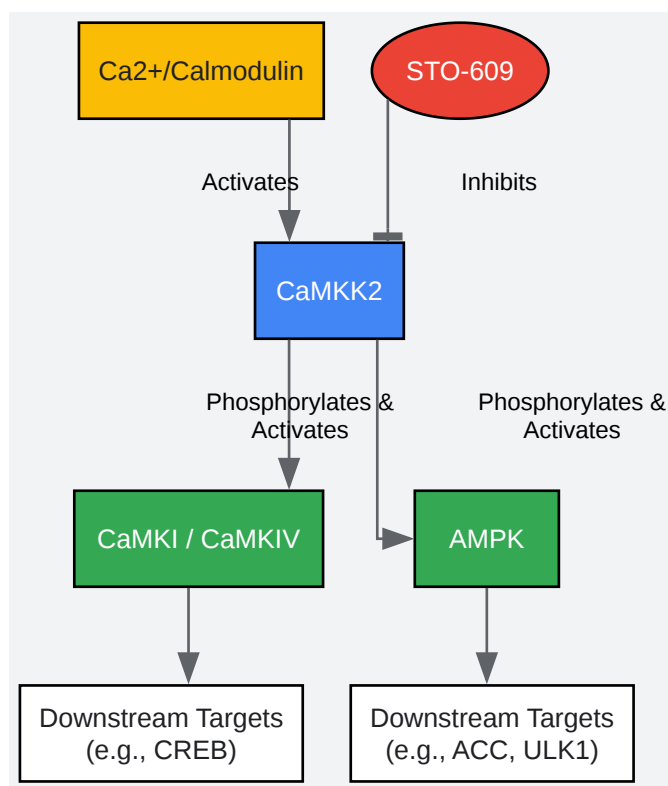 Ca2+/Calmodulin
STO-609
Activates
Inhibits
CaMKK2
Phosphorylates &
Activates
Phosphorylates &
Activates
CaMKI / CaMKIV
AMPK
Downstream Targets
(e.g., CREB)
Downstream Targets
(e.g., ACC, ULK1)